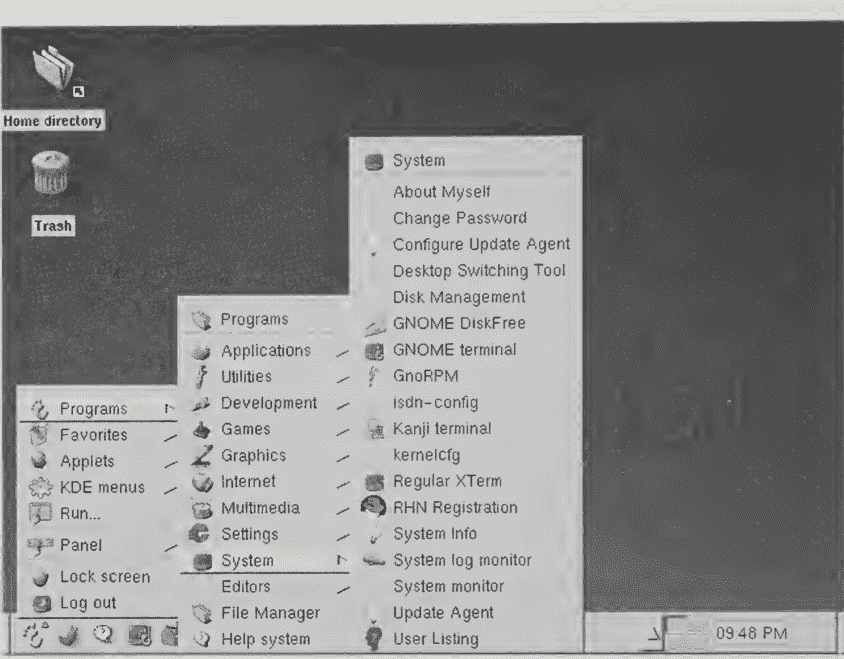 Home directory
Trash
System
About Myself
Change Password
Configure Update Agent
Desktop Switching Tool
Disk Management
GNOME DiskFree
GNOME terminal
GnoRPM
isdn-config
Kanji terminal
kernelcfg
Regular XTerm
RHN Registration
System Info
System log monitor
System monitor
Update Agent
User Listing
Programs
Applications
Utilities
Development
Games
Graphics
Internet
Multimedia
Settings
System
Editors
File Manager
Help system
Programs
Favorites
Applets
KDE menus
Run...
Panel
Lock screen
Log out
09:48 PM